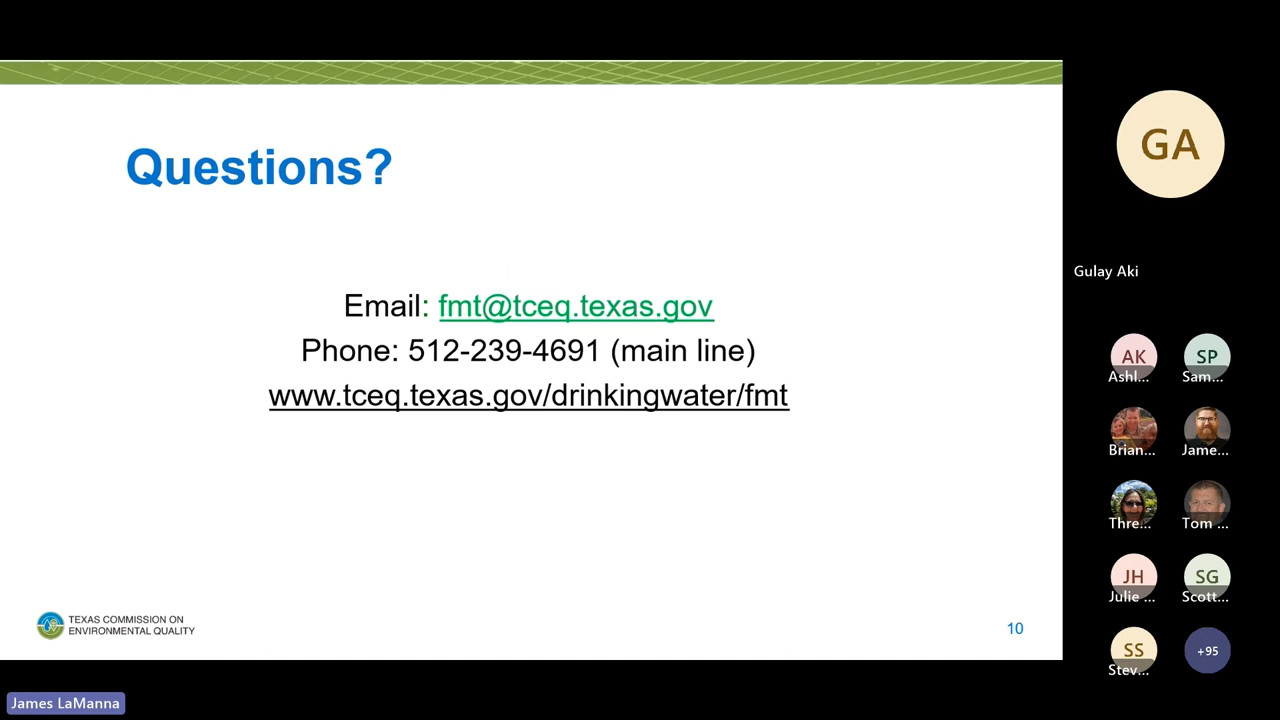 Questions?
Email: fmt@tceq.texas.gov
Phone: 512-239-4691 (main line)
www.tceq.texas.gov/drinkingwater/fmt
TEXAS COMMISSION ON
ENVIRONMENTAL QUALITY
10
James LaManna
GA
Gulay Aki
AK
SP
Ashl...
Sam...
Brian...
Jame...
Thre...
Tom ...
JH
SG
Julie ...
Scott...
SS
+95
Stev...